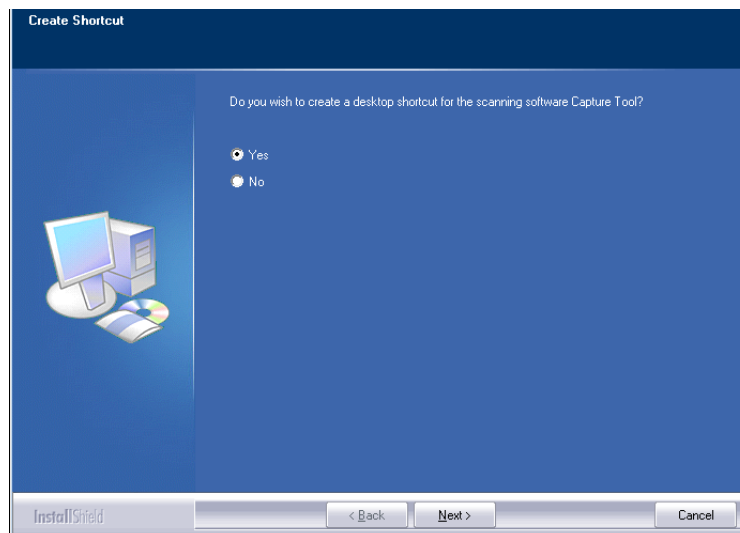 Create Shortcut
Do you wish to create a desktop shortcut for the scanning software Capture Tool?
Yes
No
InstallShield
< Back
Next >
Cancel